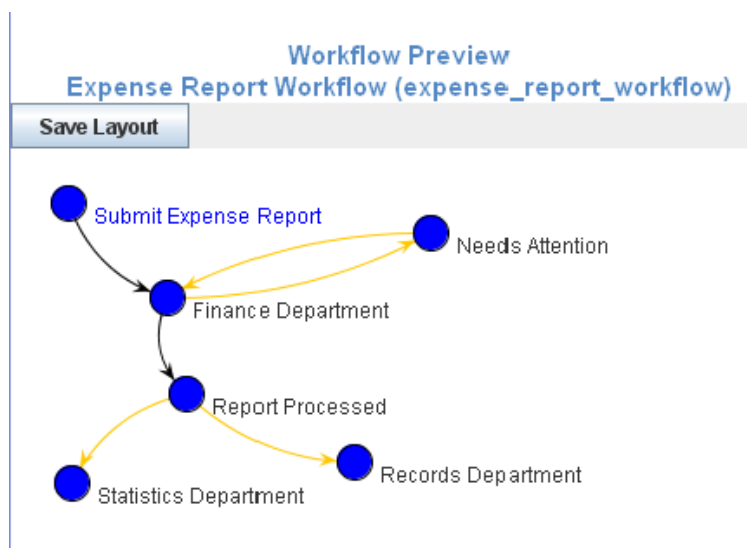 Workflow Preview
Expense Report Workflow (expense_report_workflow)
Save Layout
Submit Expense Report
Needs Attention
Finance Department
Report Processed
Records Department
Statistics Department